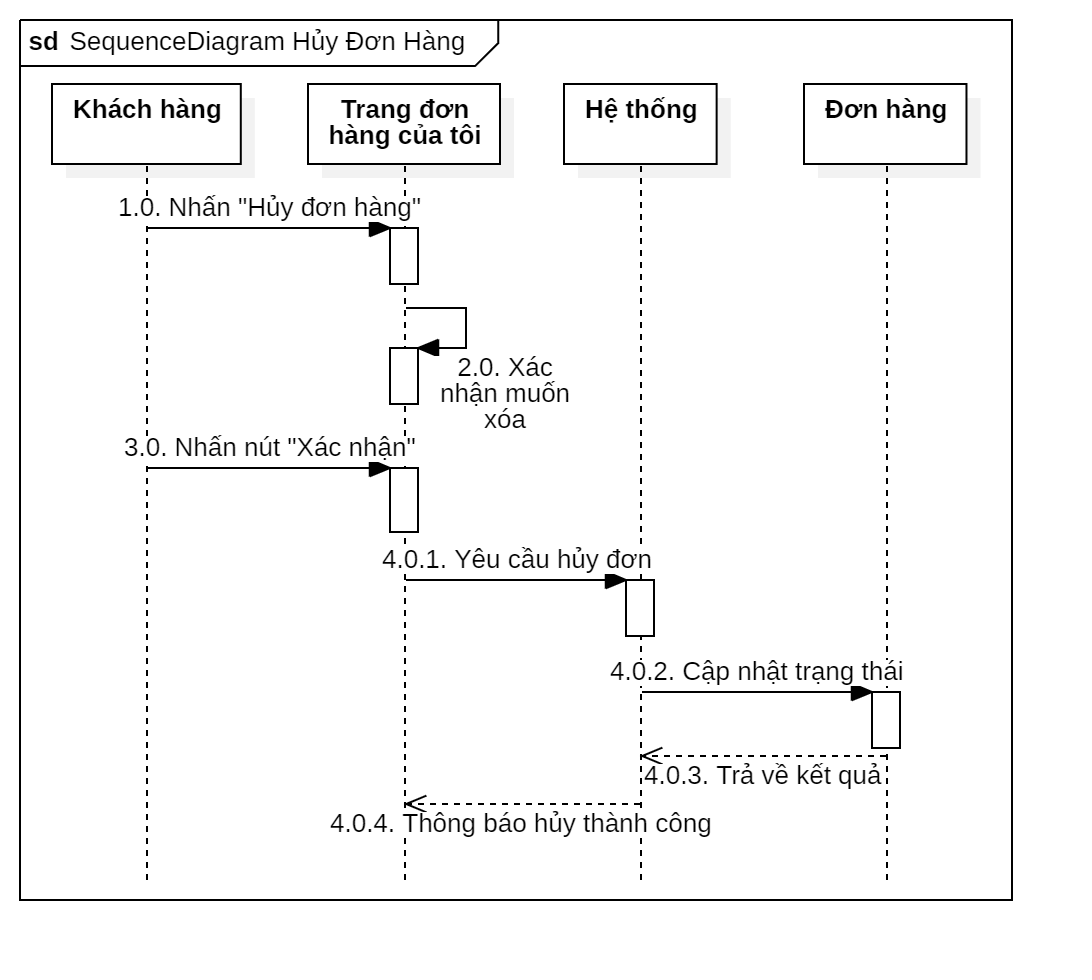 sd SequenceDiagram Hủy Đơn Hàng
Khách hàng
Trang đơn
hàng của tôi
Hệ thống
Đơn hàng
1.0. Nhấn "Hủy đơn hàng"
2.0. Xác
nhận muốn
xóa
3.0. Nhấn nút "Xác nhận"
4.0.1. Yêu cầu hủy đơn
4.0.2. Cập nhật trạng thái
4.0.3. Trả về kết quả
4.0.4. Thông báo hủy thành công